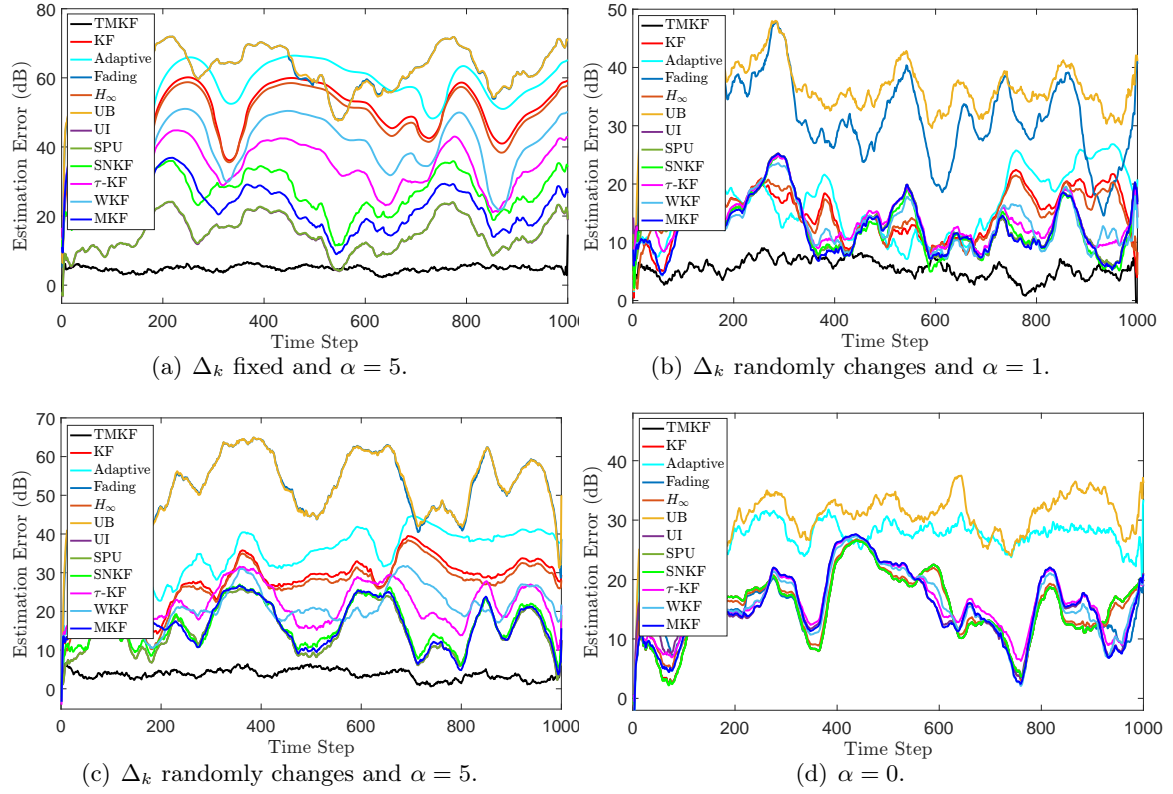 80
60
40
20
0
Estimation Error (dB)
TMKF
KF
Adaptive
Fading
H∞
UB
UI
SPU
SNKF
τ-KF
WKF
MKF
0 200 400 600 800 1000
Time Step
(a) Δk fixed and α = 5.
50
40
30
20
10
0
Estimation Error (dB)
TMKF
KF
Adaptive
Fading
H∞
UB
UI
SPU
SNKF
τ-KF
WKF
MKF
0 200 400 600 800 1000
Time Step
(b) Δk randomly changes and α = 1.
70
60
50
40
30
20
10
0
Estimation Error (dB)
TMKF
KF
Adaptive
Fading
H∞
UB
UI
SPU
SNKF
τ-KF
WKF
MKF
0 200 400 600 800 1000
Time Step
(c) Δk randomly changes and α = 5.
40
30
20
10
0
Estimation Error (dB)
TMKF
KF
Adaptive
Fading
H∞
UB
UI
SPU
SNKF
τ-KF
WKF
MKF
200 400 600 800 1000
Time Step
(d) α = 0.